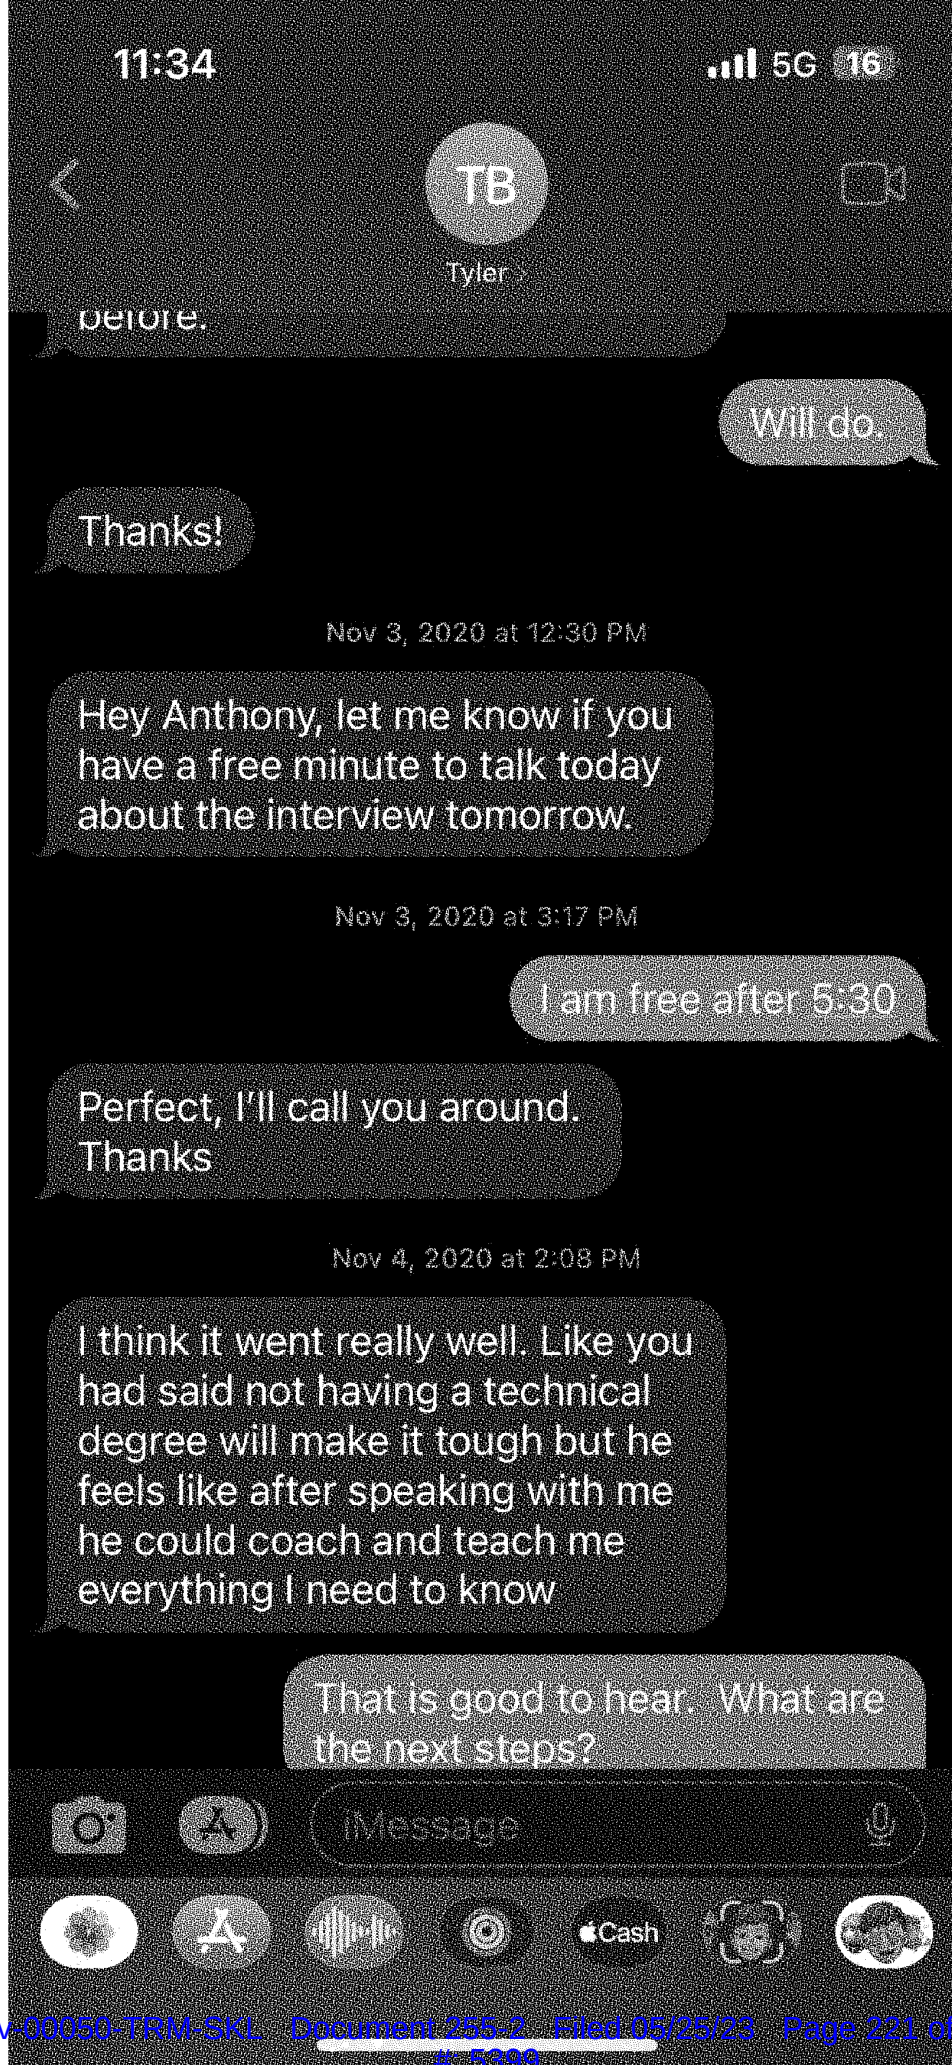 11:34
5G 16
TB
Tyler
before.
Will do.
Thanks!
Nov 3, 2020 at 12:30 PM
Hey Anthony, let me know if you
have a free minute to talk today
about the interview tomorrow.
Nov 3, 2020 at 3:17 PM
I am free after 5:30
Perfect, I'll call you around.
Thanks
Nov 4, 2020 at 2:08 PM
I think it went really well. Like you
had said not having a technical
degree will make it tough but he
feels like after speaking with me
he could coach and teach me
everything I need to know
That is good to hear.  What are
the next steps?
iMessage
Cash
v-00050-TRM-SKL   Document 255-2   Filed 05/25/23   Page 221 of
#: 5399